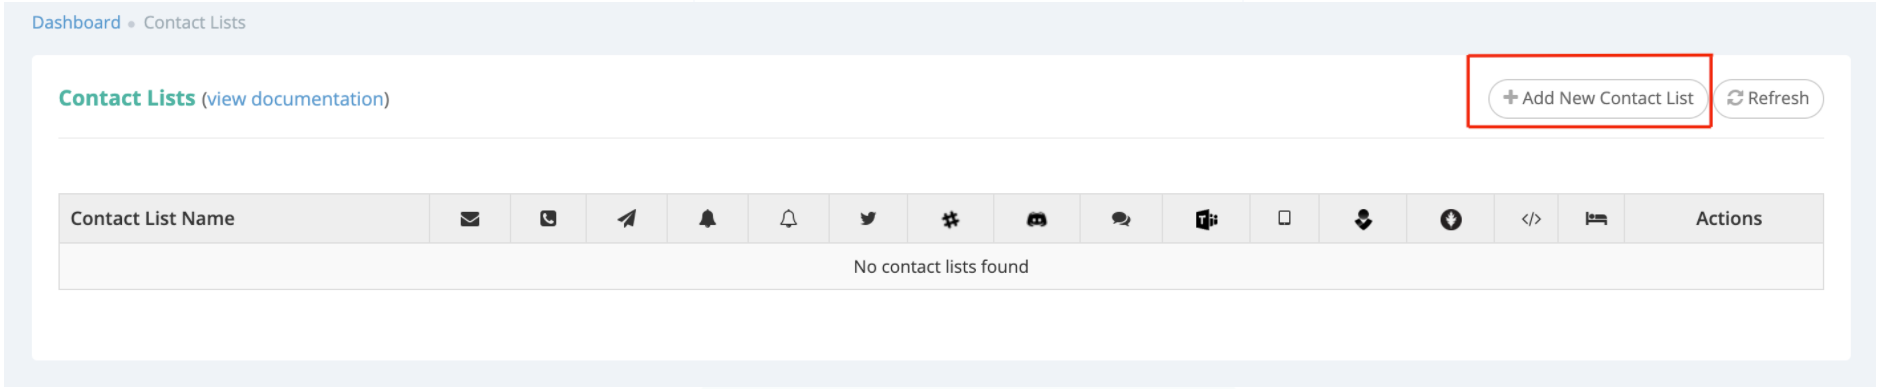 Dashboard • Contact Lists
Contact Lists (view documentation)
Add New Contact List
Refresh
Contact List Name
Actions
No contact lists found